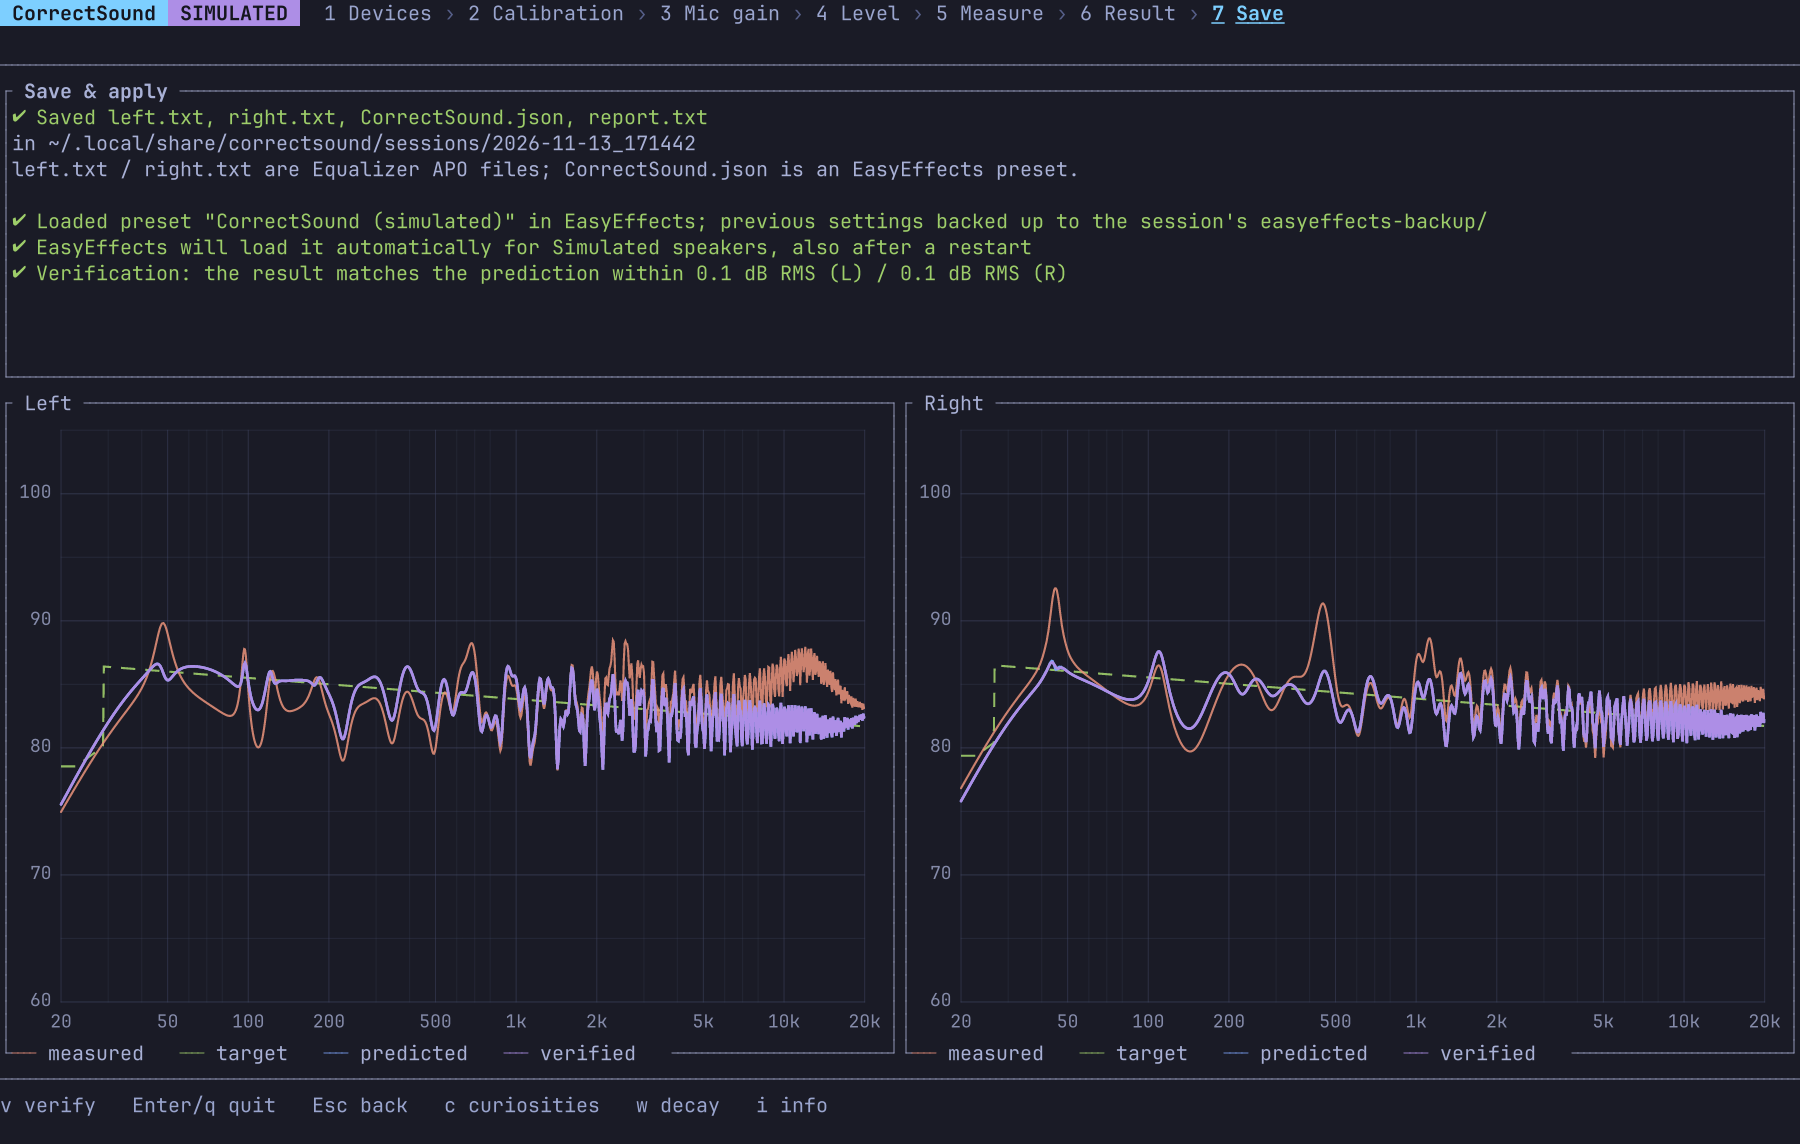 CorrectSound SIMULATED 1 Devices › 2 Calibration › 3 Mic gain › 4 Level › 5 Measure › 6 Result › 7 Save
Save & apply
✔ Saved left.txt, right.txt, CorrectSound.json, report.txt
in ~/.local/share/correctsound/sessions/2026-11-13_171442
left.txt / right.txt are Equalizer APO files; CorrectSound.json is an EasyEffects preset.
✔ Loaded preset "CorrectSound (simulated)" in EasyEffects; previous settings backed up to the session's easyeffects-backup/
✔ EasyEffects will load it automatically for Simulated speakers, also after a restart
✔ Verification: the result matches the prediction within 0.1 dB RMS (L) / 0.1 dB RMS (R)
Left
100
90
80
70
60
20 50 100 200 500 1k 2k 5k 10k 20k
measured target predicted verified
Right
100
90
80
70
60
20 50 100 200 500 1k 2k 5k 10k 20k
measured target predicted verified
v verify Enter/q quit Esc back c curiosities w decay i info